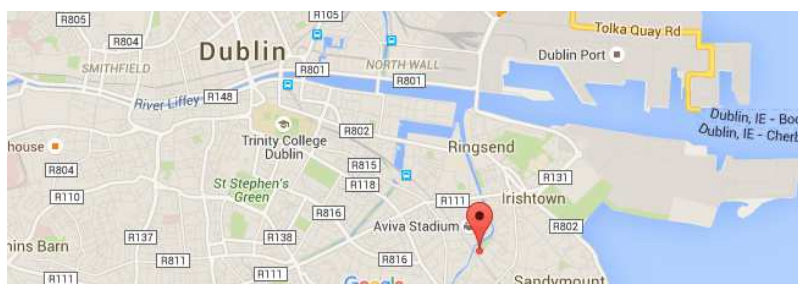 R805
R105
Tolka Quay Rd
R804
Dublin
Dublin Port
SMITHFIELD
R801
NORTH WALL
R801
River Liffey
R148
Dublin, IE - Boo
Dublin, IE - Cherb
Trinity College
Dublin
R802
house
Ringsend
R815
R804
R118
R131
St Stephen's
Green
R110
R111
Irishtown
R816
Aviva Stadium
R802
nins Barn
R137
R138
R811
R816
R111
R111
Google
Sandymount